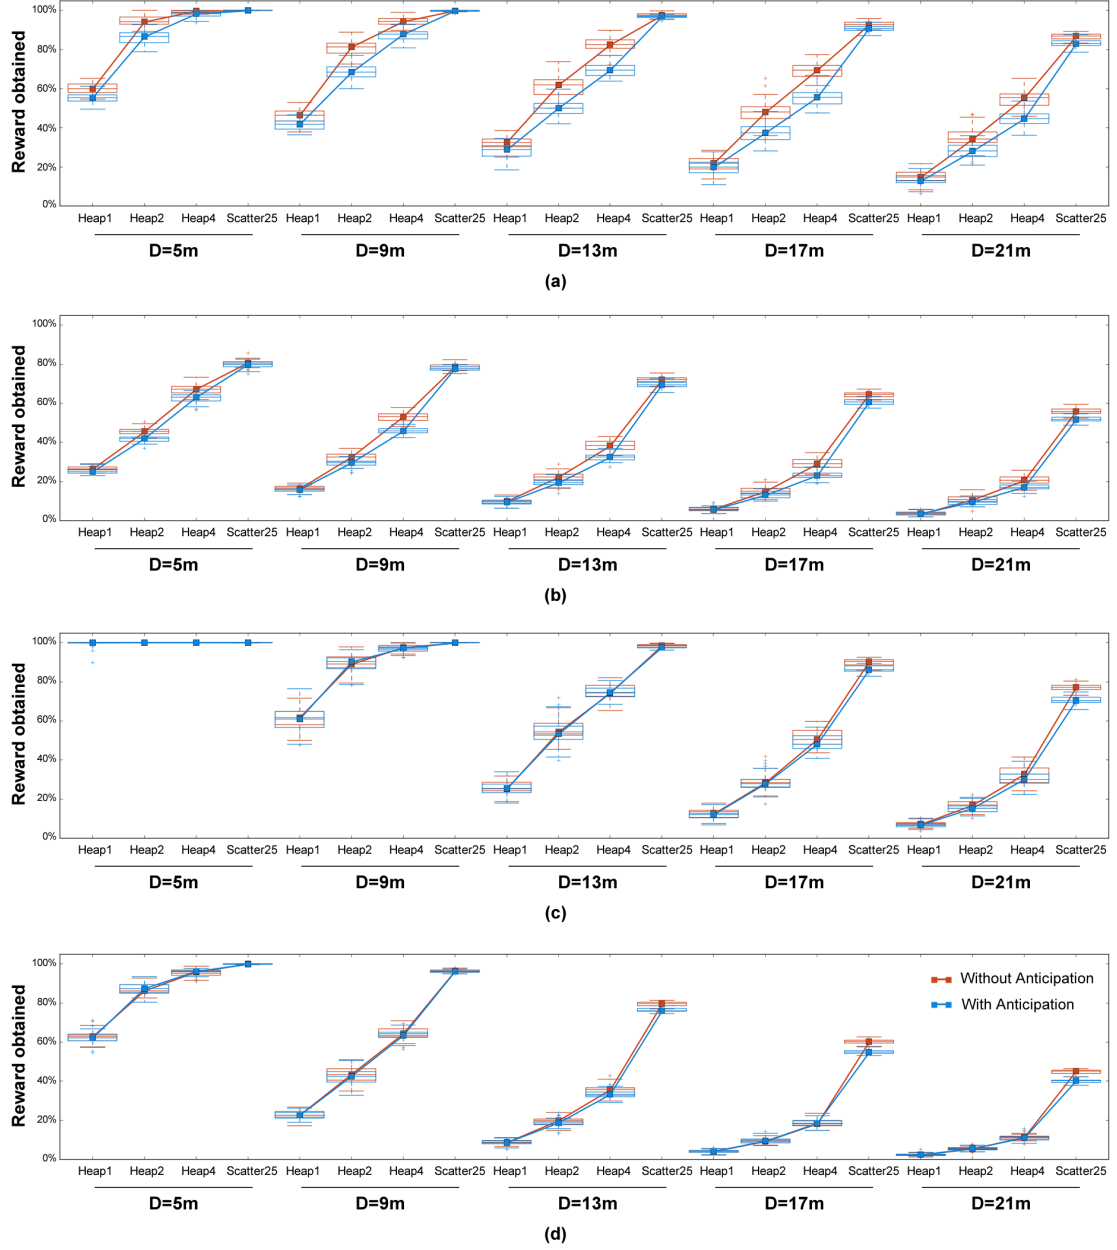 Reward obtained
100%
80%
60%
40%
20%
0%
Heap1 Heap2 Heap4 Scatter25 Heap1 Heap2 Heap4 Scatter25 Heap1 Heap2 Heap4 Scatter25 Heap1 Heap2 Heap4 Scatter25 Heap1 Heap2 Heap4 Scatter25
D=5m D=9m D=13m D=17m D=21m
(a)
Reward obtained
100%
80%
60%
40%
20%
0%
Heap1 Heap2 Heap4 Scatter25 Heap1 Heap2 Heap4 Scatter25 Heap1 Heap2 Heap4 Scatter25 Heap1 Heap2 Heap4 Scatter25 Heap1 Heap2 Heap4 Scatter25
D=5m D=9m D=13m D=17m D=21m
(b)
Reward obtained
100%
80%
60%
40%
20%
0%
Heap1 Heap2 Heap4 Scatter25 Heap1 Heap2 Heap4 Scatter25 Heap1 Heap2 Heap4 Scatter25 Heap1 Heap2 Heap4 Scatter25 Heap1 Heap2 Heap4 Scatter25
D=5m D=9m D=13m D=17m D=21m
(c)
Reward obtained
100%
80%
60%
40%
20%
0%
Without Anticipation
With Anticipation
Heap1 Heap2 Heap4 Scatter25 Heap1 Heap2 Heap4 Scatter25 Heap1 Heap2 Heap4 Scatter25 Heap1 Heap2 Heap4 Scatter25 Heap1 Heap2 Heap4 Scatter25
D=5m D=9m D=13m D=17m D=21m
(d)